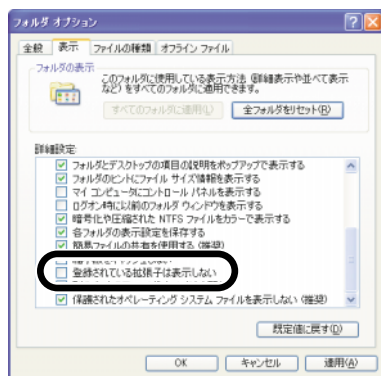 フォルダ オプション
全般 表示 ファイルの種類 オフライン ファイル
フォルダの表示
このフォルダに使用している表示方法 (詳細表示や並べて表示
など) をすべてのフォルダに適用できます。
すべてのフォルダに適用(L) 全フォルダをリセット(R)
詳細設定:
フォルダとデスクトップの項目の説明をポップアップで表示する
フォルダのヒントにファイル サイズ情報を表示する
マイ コンピュータにコントロール パネルを表示する
ログオン時に以前のフォルダ ウィンドウを表示する
暗号化や圧縮された NTFS ファイルをカラーで表示する
各フォルダの表示設定を保存する
簡易ファイルの共有を使用する (推奨)
登録されている拡張子は表示しない
保護されたオペレーティング システム ファイルを表示しない (推奨)
既定値に戻す(D)
OK キャンセル 適用(A)